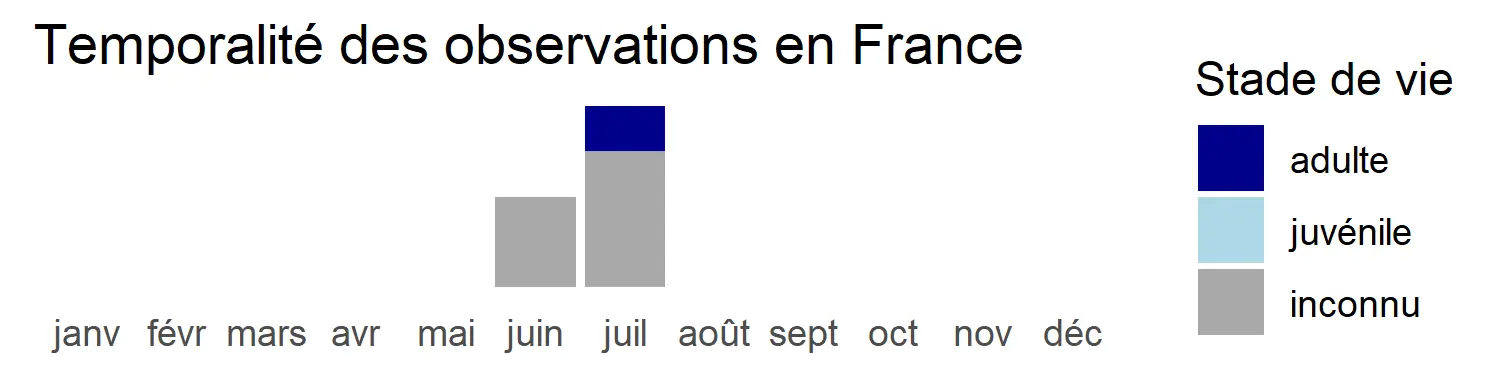 Temporalité des observations en France
Stade de vie
adulte
juvénile
inconnu
janv févr mars avr mai juin juil août sept oct nov déc